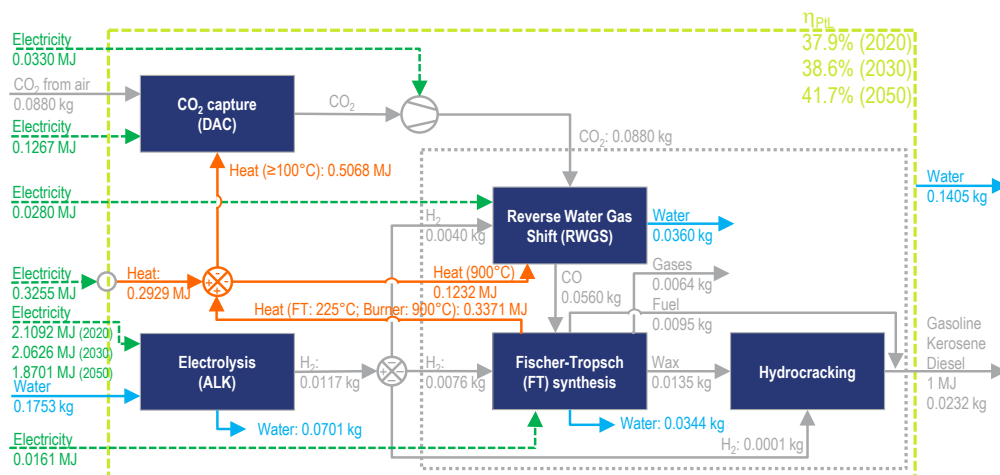 η PtL
37.9% (2020)
38.6% (2030)
41.7% (2050)
Electricity
0.0330 MJ
CO₂ from air
0.0880 kg
Electricity
0.1267 MJ
CO₂ capture
(DAC)
CO₂
CO₂: 0.0880 kg
Heat (≥100°C): 0.5068 MJ
Water
0.1405 kg
Electricity
0.0280 MJ
H₂
0.0040 kg
Reverse Water Gas
Shift (RWGS)
Water
0.0360 kg
Electricity
0.3255 MJ
Heat:
0.2929 MJ
Heat (900°C)
0.1232 MJ
CO
0.0560 kg
Gases
0.0064 kg
Heat (FT: 225°C; Burner: 900°C): 0.3371 MJ
Fuel
0.0095 kg
Electricity
2.1092 MJ (2020)
2.0626 MJ (2030)
1.8701 MJ (2050)
Water
0.1753 kg
Electrolysis
(ALK)
H₂:
0.0117 kg
H₂:
0.0076 kg
Fischer-Tropsch
(FT) synthesis
Wax
0.0135 kg
Hydrocracking
Gasoline
Kerosene
Diesel
1 MJ
0.0232 kg
Water: 0.0701 kg
Water: 0.0344 kg
Electricity
0.0161 MJ
H₂: 0.0001 kg